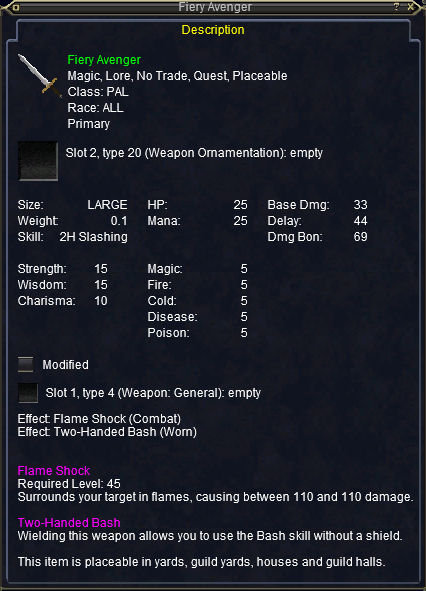 Fiery Avenger
Description
Fiery Avenger
Magic, Lore, No Trade, Quest, Placeable
Class: PAL
Race: ALL
Primary
Slot 2, type 20 (Weapon Ornamentation): empty
Size: LARGE HP: 25 Base Dmg: 33
Weight: 0.1 Mana: 25 Delay: 44
Skill: 2H Slashing Dmg Bon: 69
Strength: 15 Magic: 5
Wisdom: 15 Fire: 5
Charisma: 10 Cold: 5
Disease: 5
Poison: 5
Modified
Slot 1, type 4 (Weapon: General): empty
Effect: Flame Shock (Combat)
Effect: Two-Handed Bash (Worn)
Flame Shock
Required Level: 45
Surrounds your target in flames, causing between 110 and 110 damage.
Two-Handed Bash
Wielding this weapon allows you to use the Bash skill without a shield.
This item is placeable in yards, guild yards, houses and guild halls.